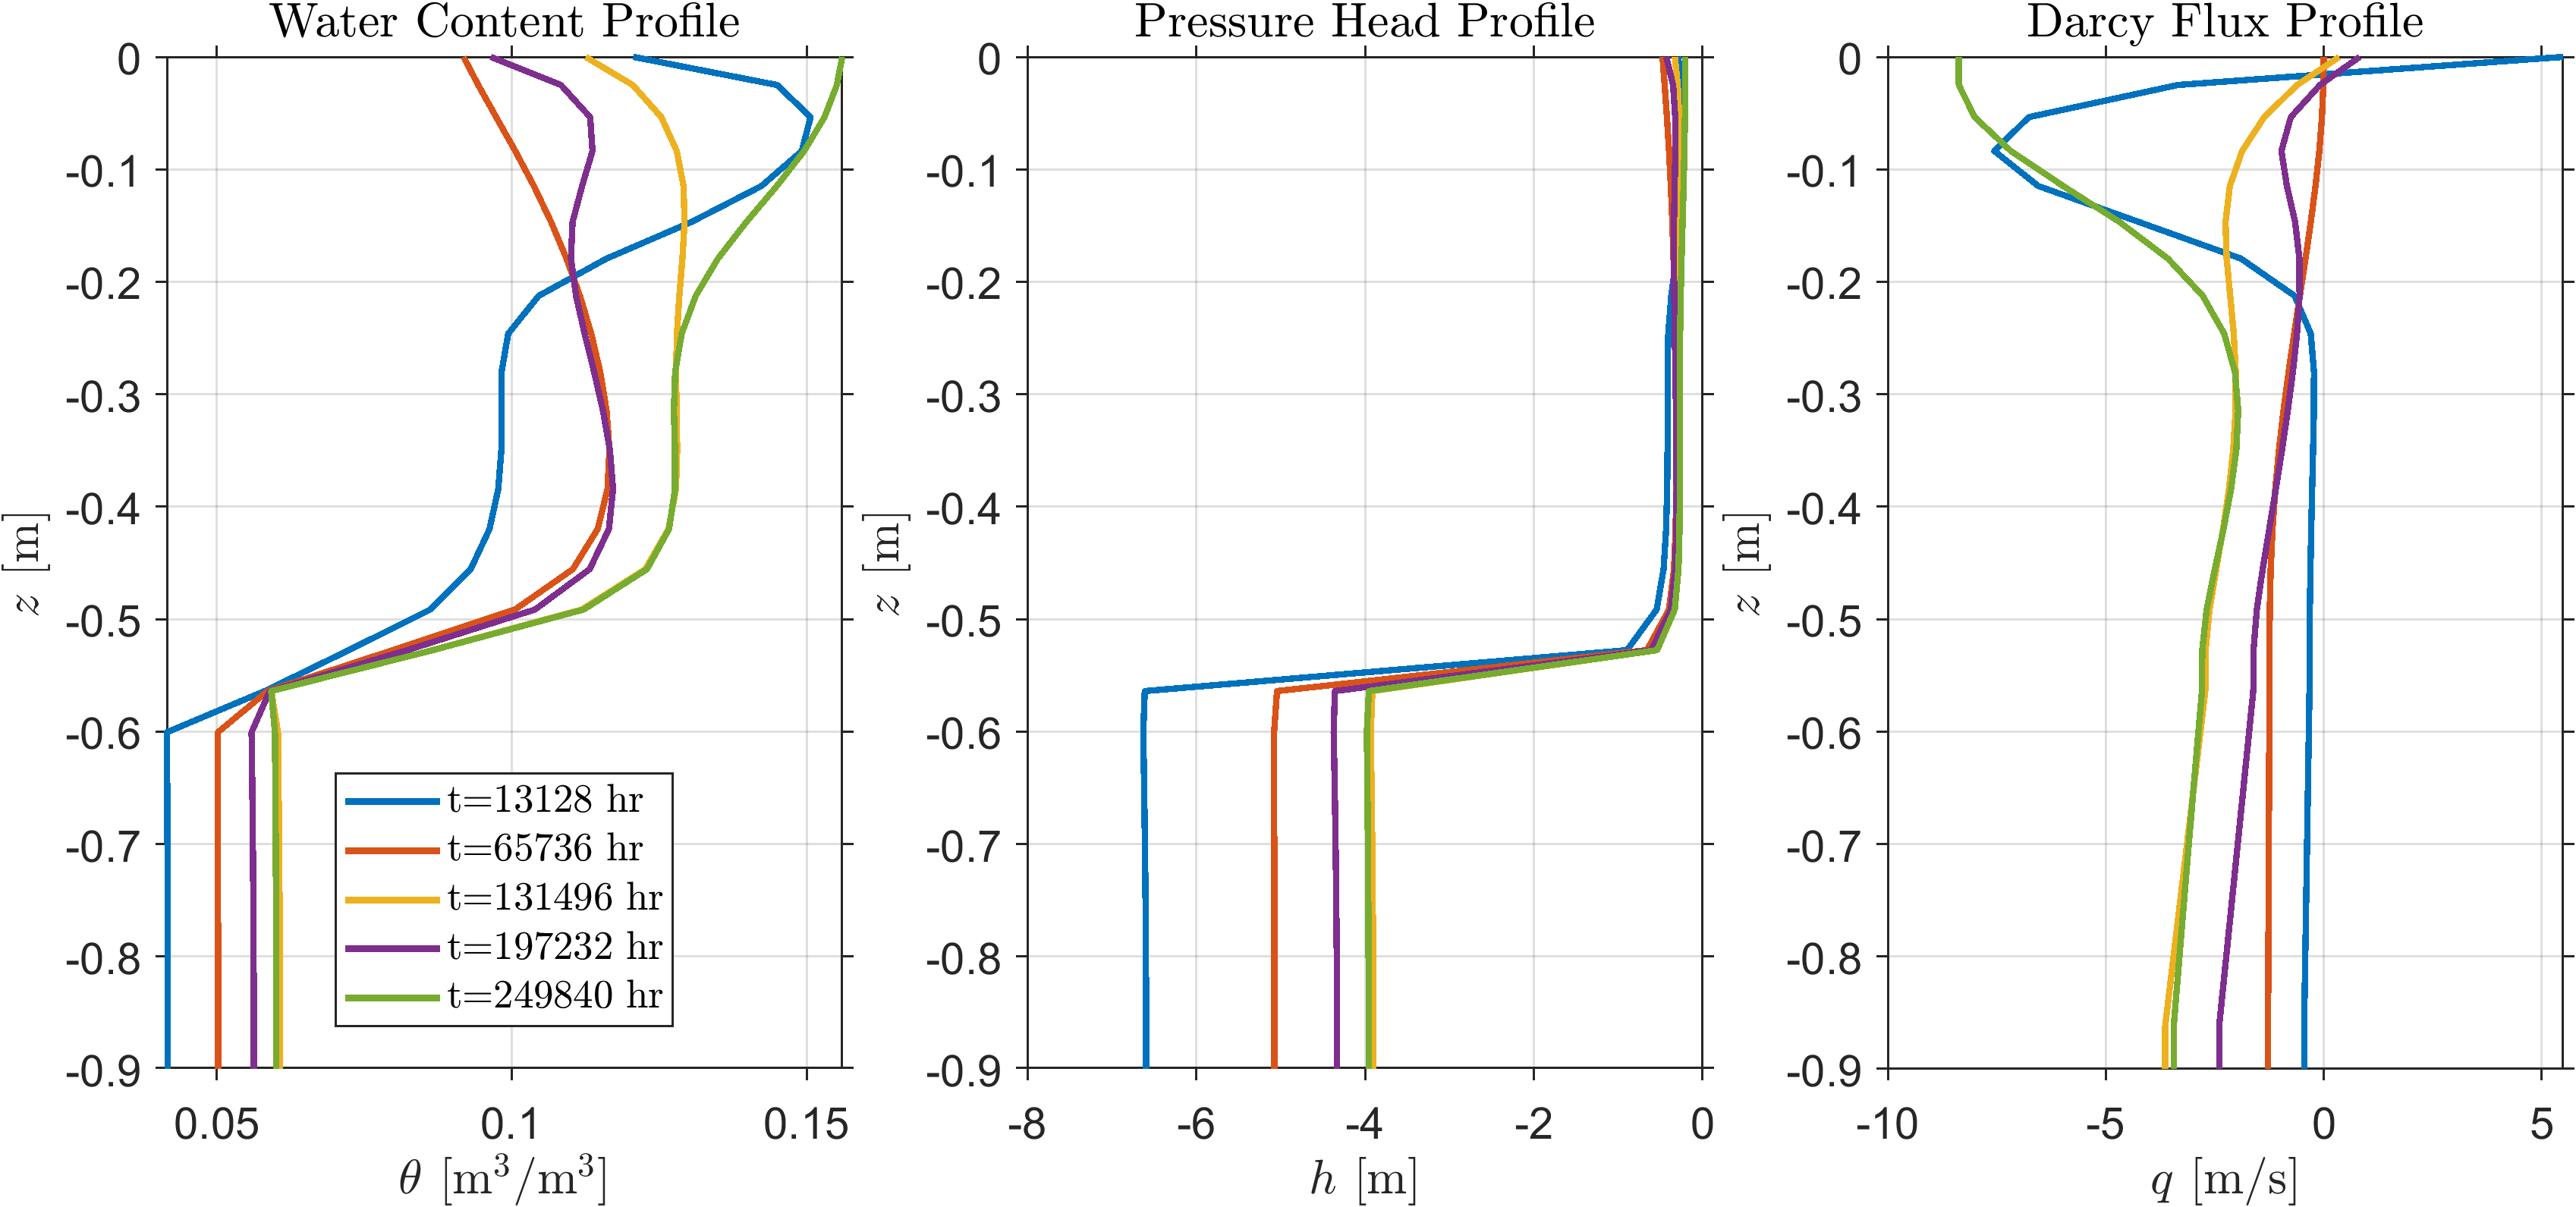 Water Content Profile
0
-0.1
-0.2
-0.3
-0.4
-0.5
-0.6
-0.7
-0.8
-0.9
z [m]
0.05 0.1 0.15
θ [m³/m³]
t=13128 hr
t=65736 hr
t=131496 hr
t=197232 hr
t=249840 hr
Pressure Head Profile
0
-0.1
-0.2
-0.3
-0.4
-0.5
-0.6
-0.7
-0.8
-0.9
z [m]
-8 -6 -4 -2 0
h [m]
Darcy Flux Profile
0
-0.1
-0.2
-0.3
-0.4
-0.5
-0.6
-0.7
-0.8
-0.9
z [m]
-10 -5 0 5
q [m/s]